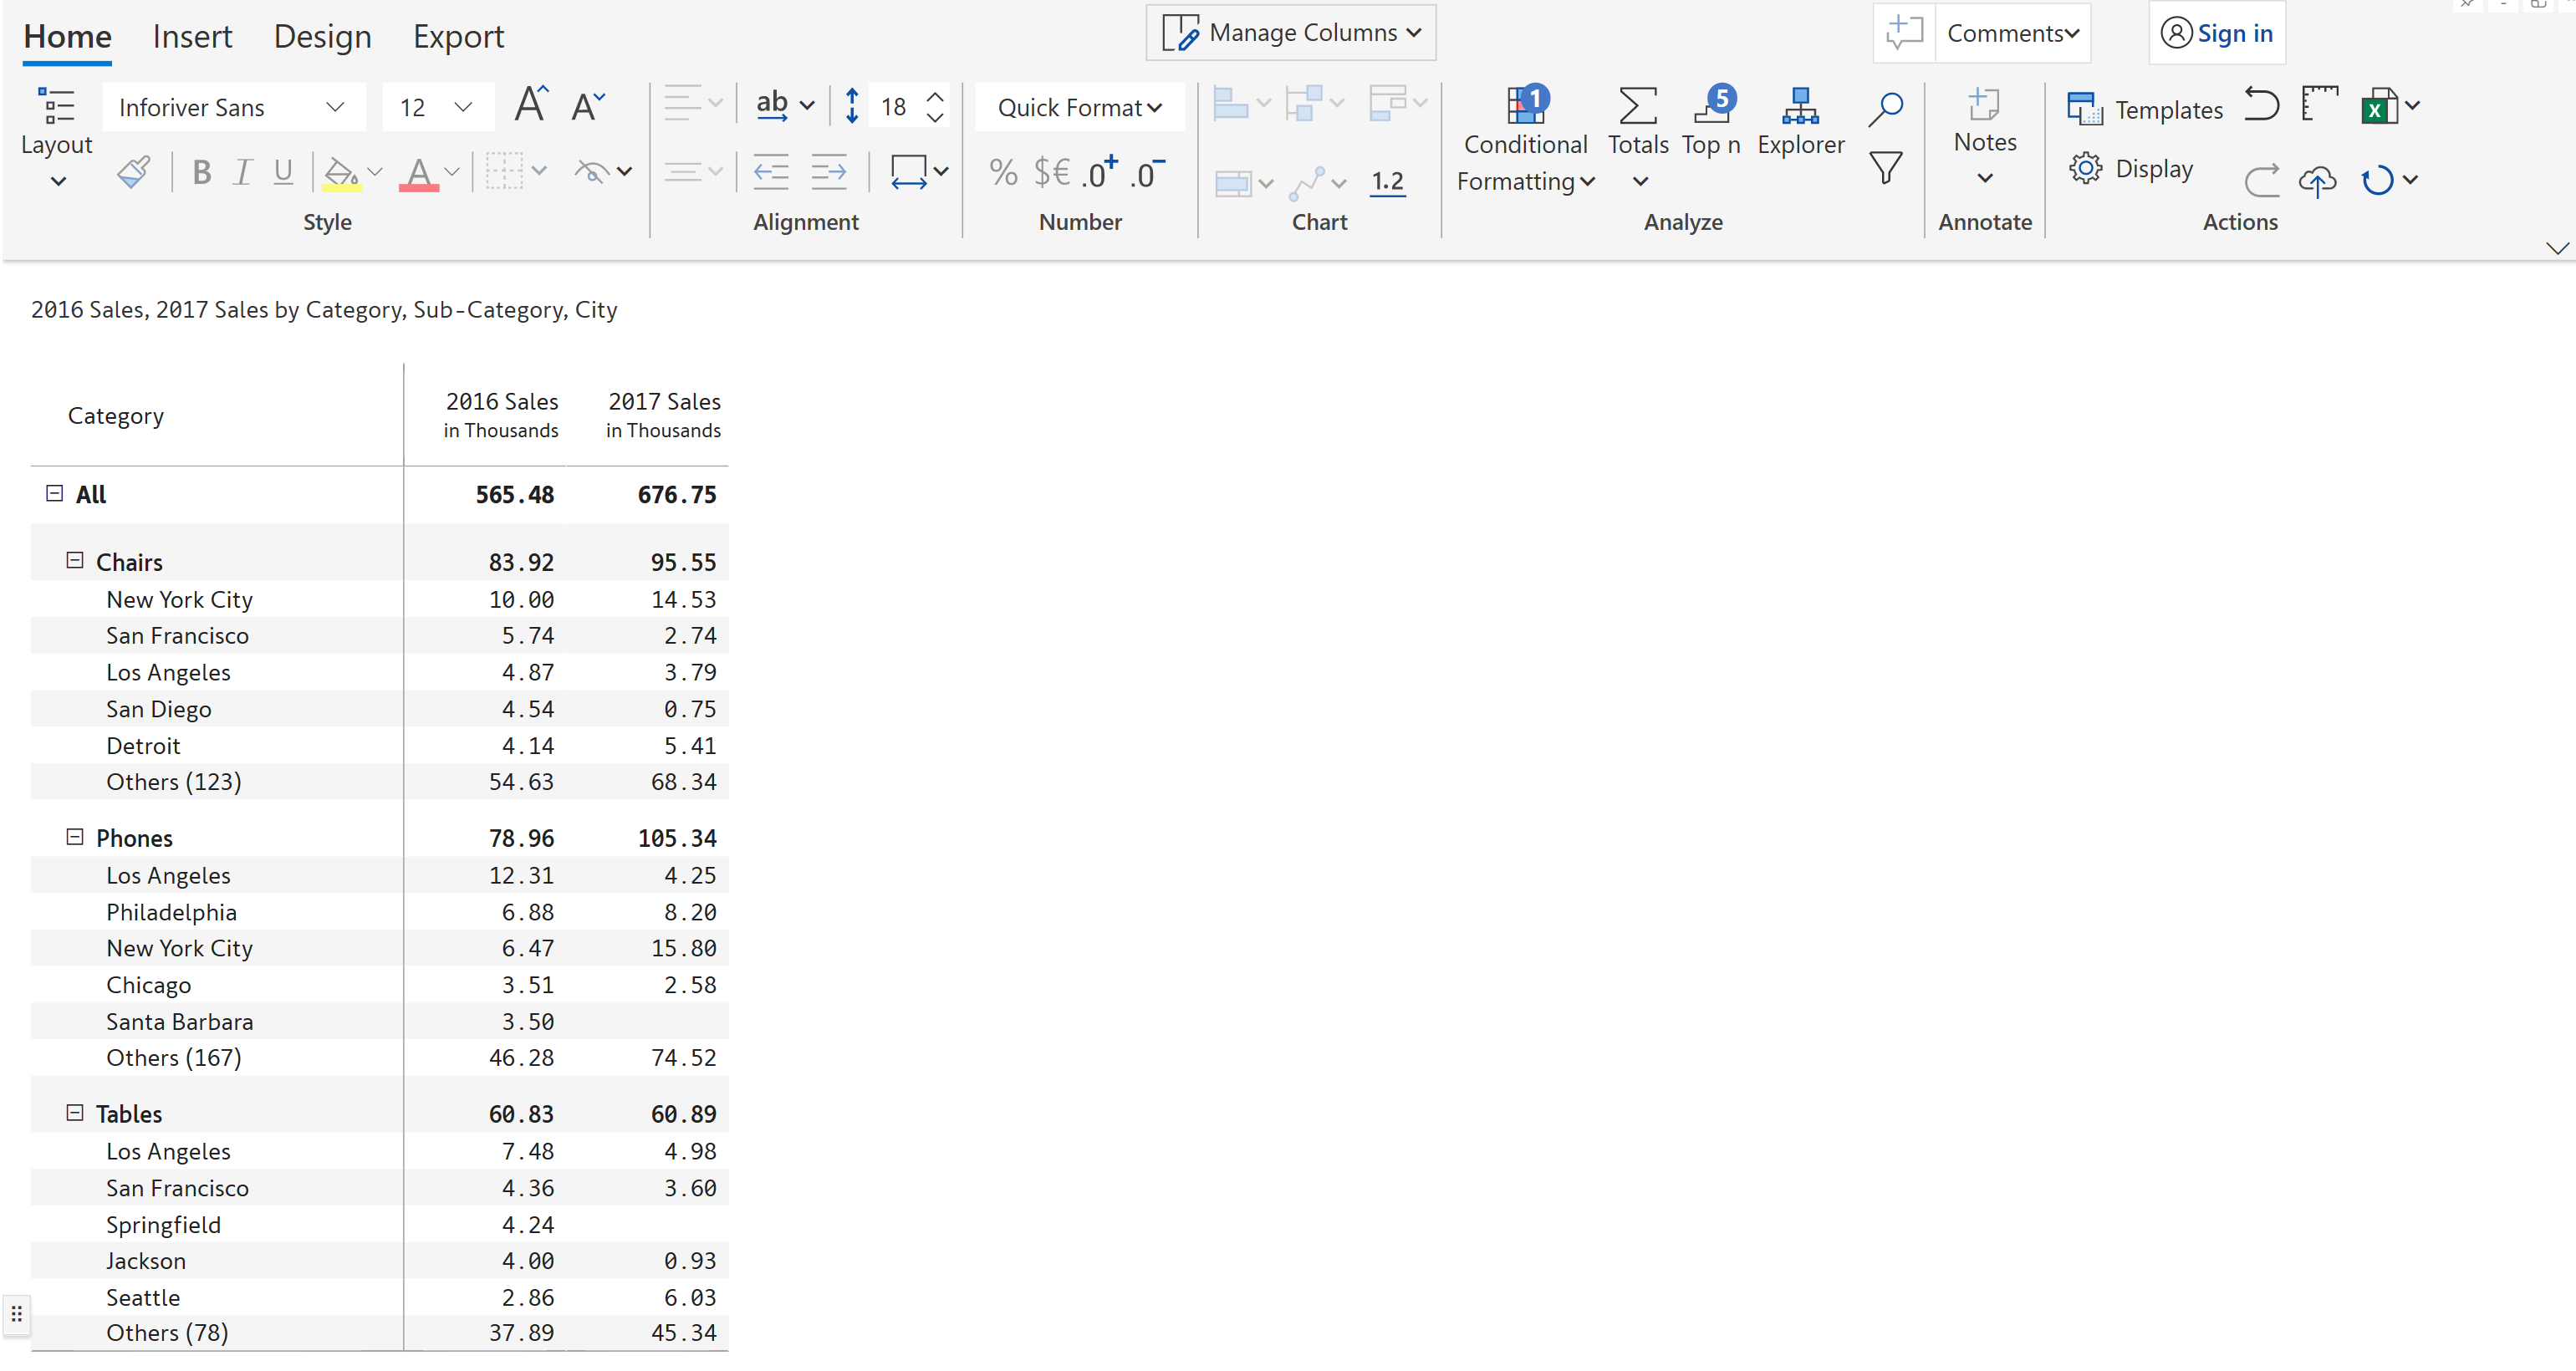 Home Insert Design Export Manage Columns Comments Sign in
Inforiver Sans 12 A A ab 18 Quick Format 1 5 Templates
Layout Conditional Totals Top n Explorer Notes
B I U A % $€ .0+ .0- 1.2 Formatting Display
Style Alignment Number Chart Analyze Annotate Actions
2016 Sales, 2017 Sales by Category, Sub-Category, City
Category 2016 Sales 2017 Sales
in Thousands in Thousands
All 565.48 676.75
Chairs 83.92 95.55
New York City 10.00 14.53
San Francisco 5.74 2.74
Los Angeles 4.87 3.79
San Diego 4.54 0.75
Detroit 4.14 5.41
Others (123) 54.63 68.34
Phones 78.96 105.34
Los Angeles 12.31 4.25
Philadelphia 6.88 8.20
New York City 6.47 15.80
Chicago 3.51 2.58
Santa Barbara 3.50
Others (167) 46.28 74.52
Tables 60.83 60.89
Los Angeles 7.48 4.98
San Francisco 4.36 3.60
Springfield 4.24
Jackson 4.00 0.93
Seattle 2.86 6.03
Others (78) 37.89 45.34